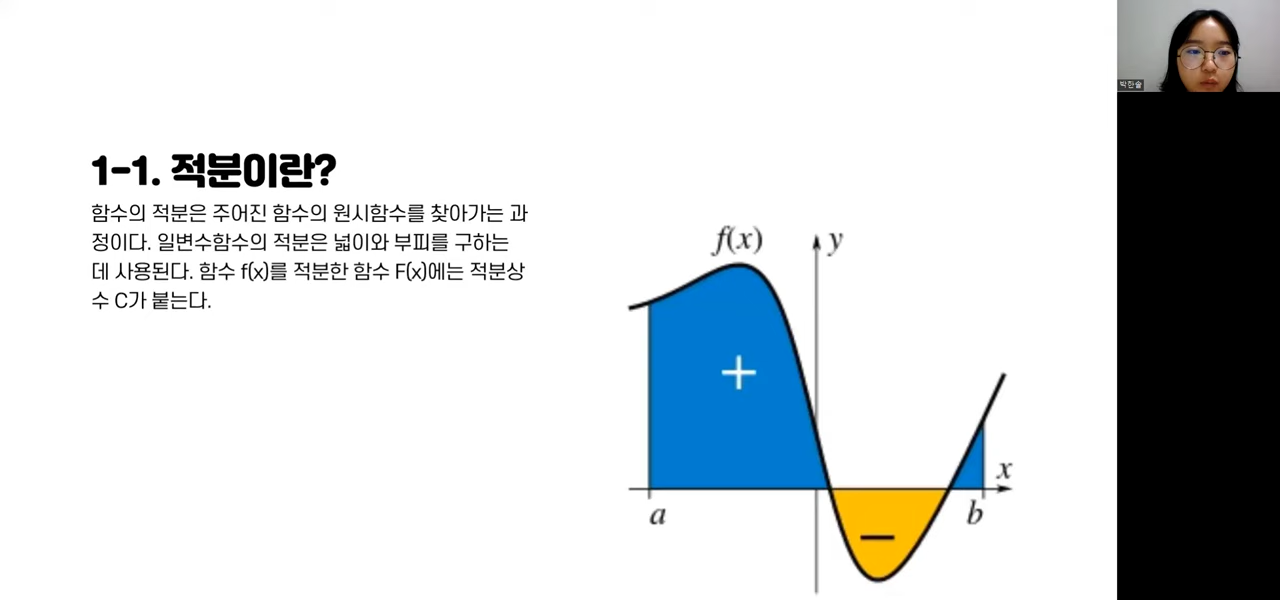 1-1. 적분이란?
함수의 적분은 주어진 함수의 원시함수를 찾아가는 과
정이다. 일변수함수의 적분은 넓이와 부피를 구하는
데 사용된다. 함수 f(x)를 적분한 함수 F(x)에는 적분상
수 C가 붙는다.
f(x)
y
+
x
a
b
−
박한솔